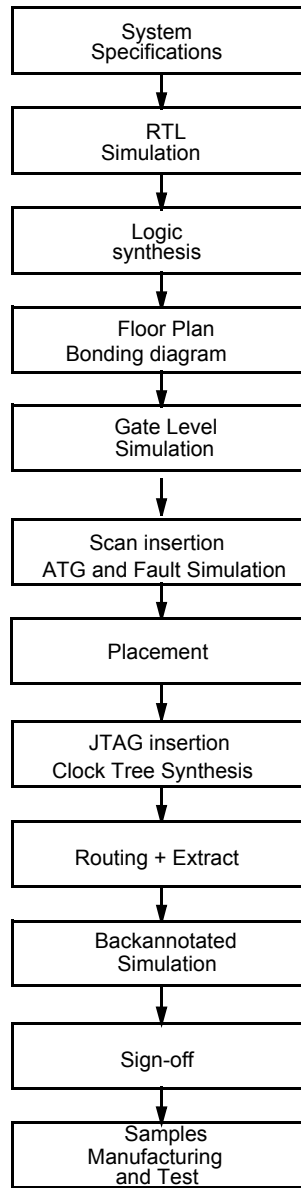 System
Specifications
RTL
Simulation
Logic
synthesis
Floor Plan
Bonding diagram
Gate Level
Simulation
Scan insertion
ATG and Fault Simulation
Placement
JTAG insertion
Clock Tree Synthesis
Routing + Extract
Backannotated
Simulation
Sign-off
Samples
Manufacturing
and Test